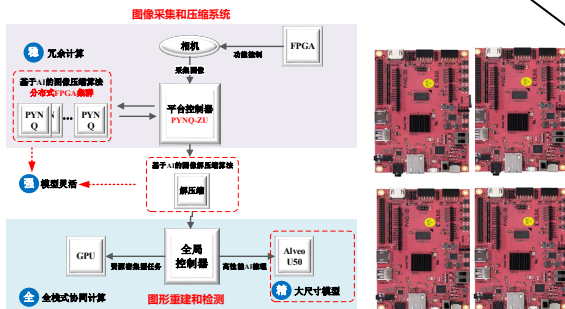 图像采集和压缩系统
稳 冗余计算
相机
功能控制
FPGA
采集图像
基于AI的图像压缩算法
分布式FPGA集群
PYN
Q
...
PYN
Q
平台控制器
PYNQ-ZU
基于AI的图像解压缩算法
强 模型灵活
解压缩
GPU
资源密集器任务
全局
控制器
高性能AI推理
Alveo
U50
全 全栈式协同计算
图形重建和检测
精 大尺寸模型